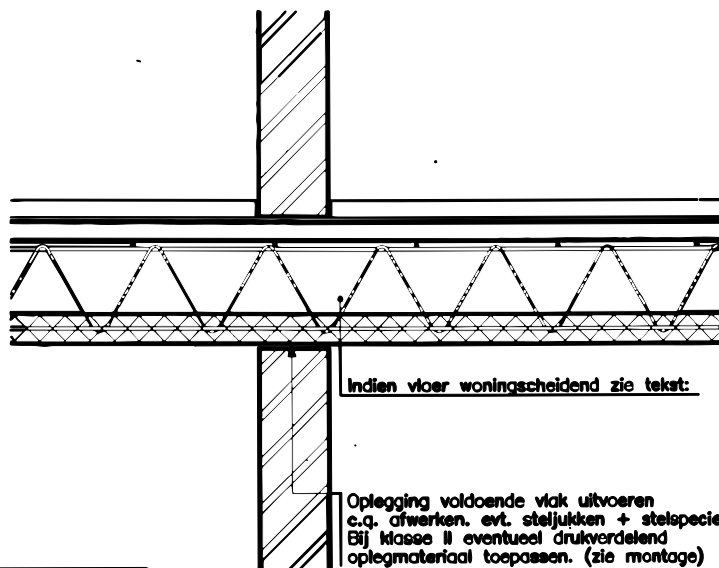 Indien vloer woningscheidend zie tekst:
Oplegging voldoende vlak uitvoeren
c.q. afwerken. evt. steljukken + stelspecie
Bij klasse II eventueel drukverdelend
oplegmateriaal toepassen. (zie montage)